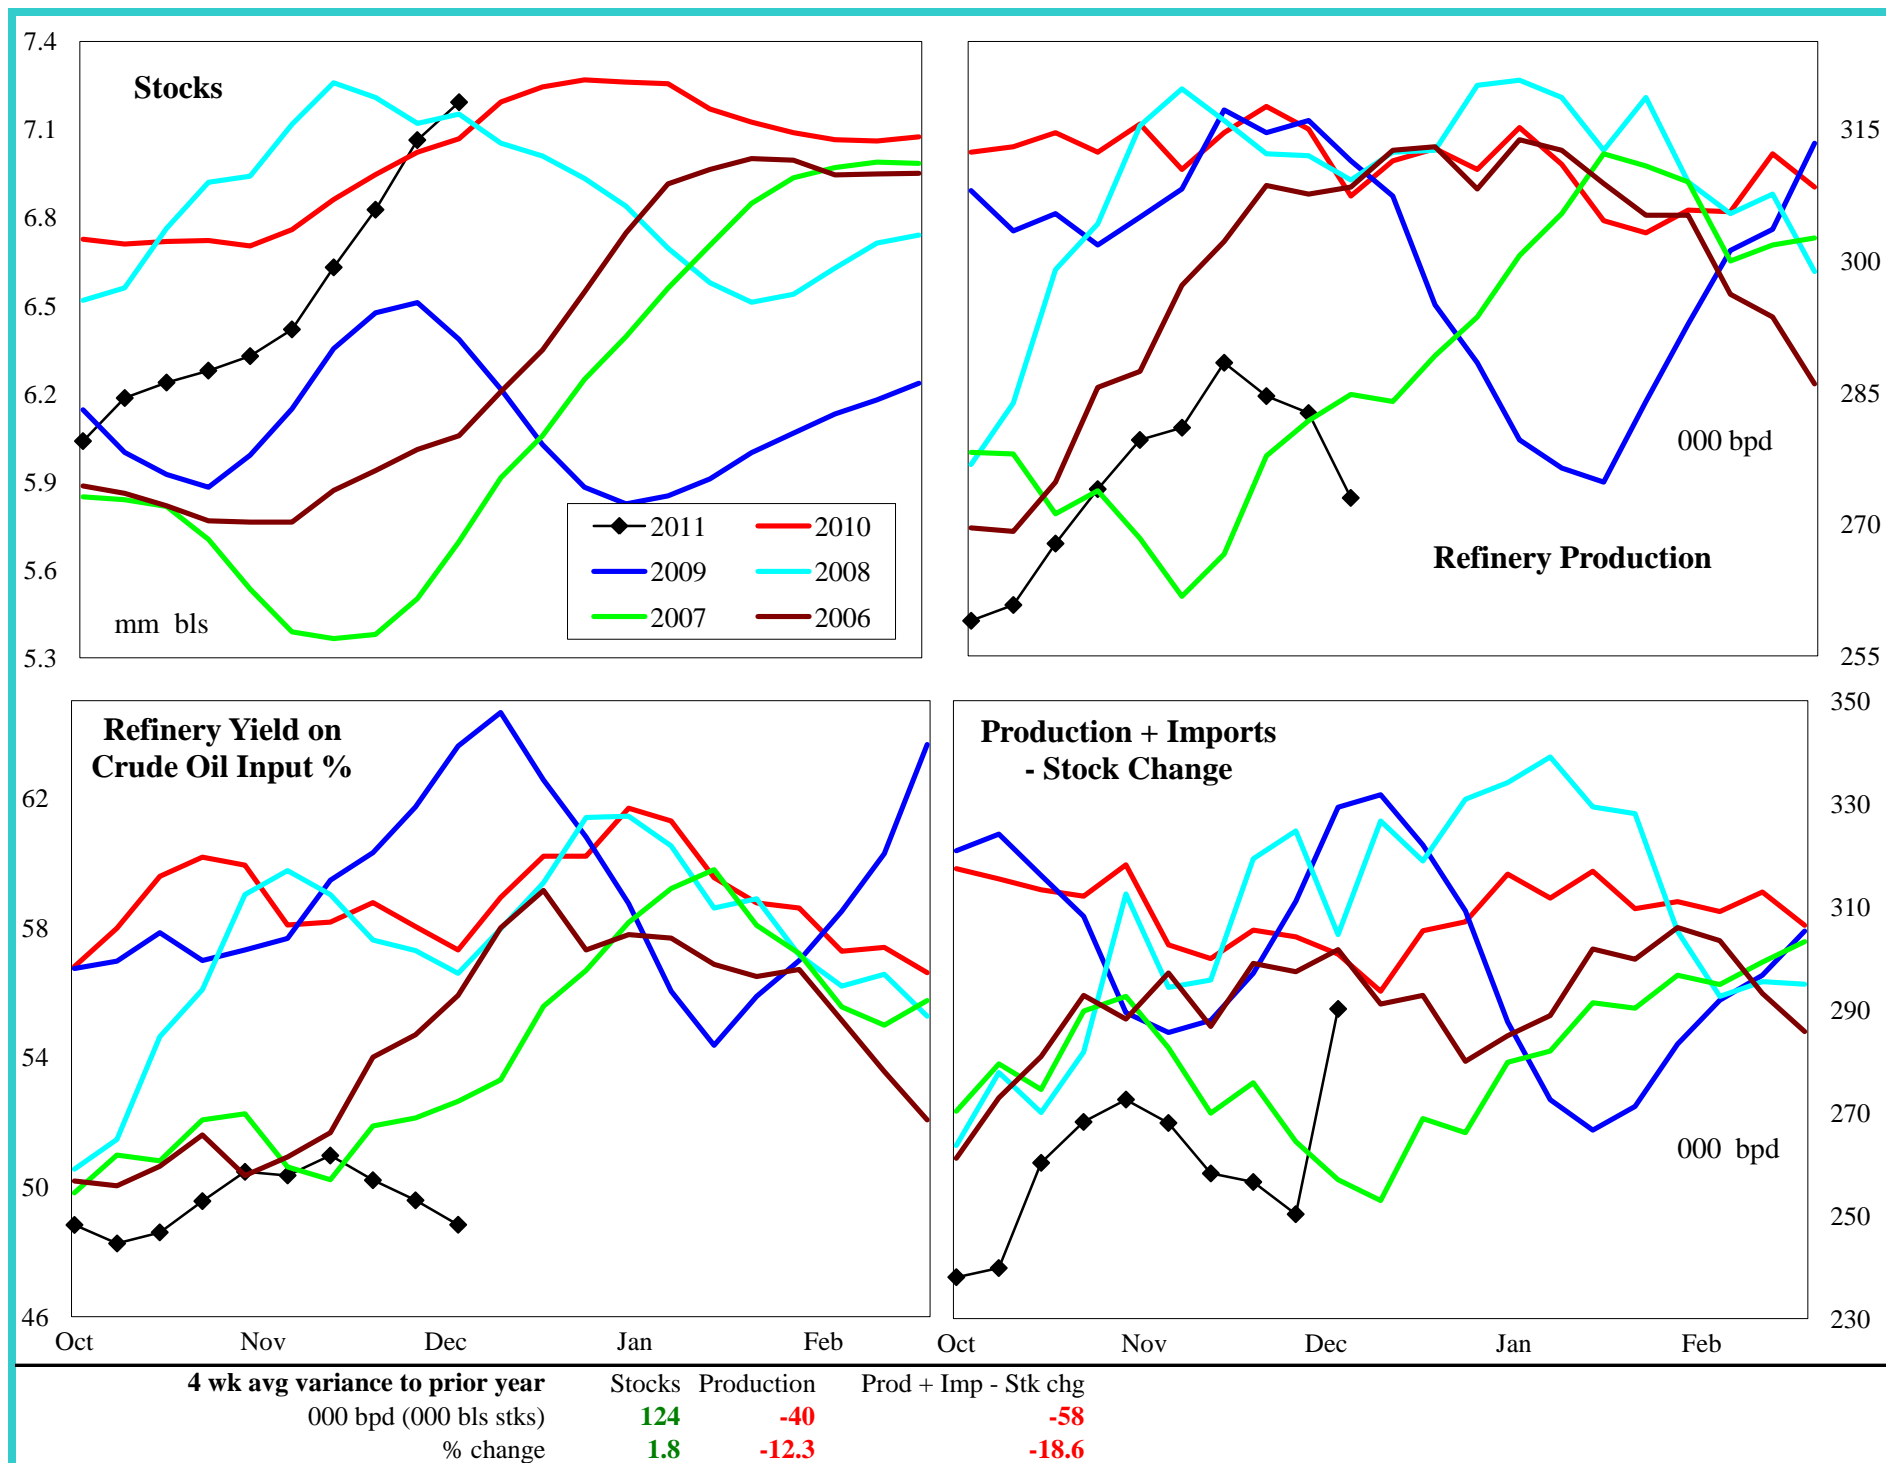 7.4
7.1
6.8
6.5
6.2
5.9
5.6
5.3
Stocks
mm bls
2011
2010
2009
2008
2007
2006
315
300
285
270
255
000 bpd
Refinery Production
Refinery Yield on
Crude Oil Input %
62
58
54
50
46
Oct Nov Dec Jan Feb
Production + Imports
- Stock Change
350
330
310
290
270
250
230
000 bpd
Oct Nov Dec Jan Feb
4 wk avg variance to prior year Stocks Production Prod + Imp - Stk chg
000 bpd (000 bls stks) 124 -40 -58
% change 1.8 -12.3 -18.6